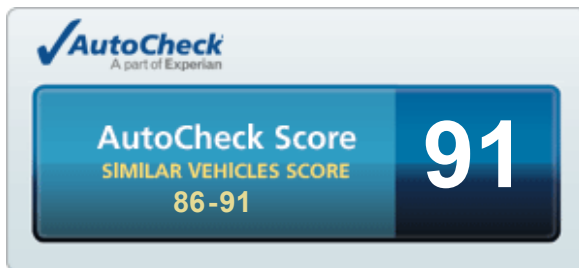 AutoCheck
A part of Experian
AutoCheck Score
SIMILAR VEHICLES SCORE
86-91
91